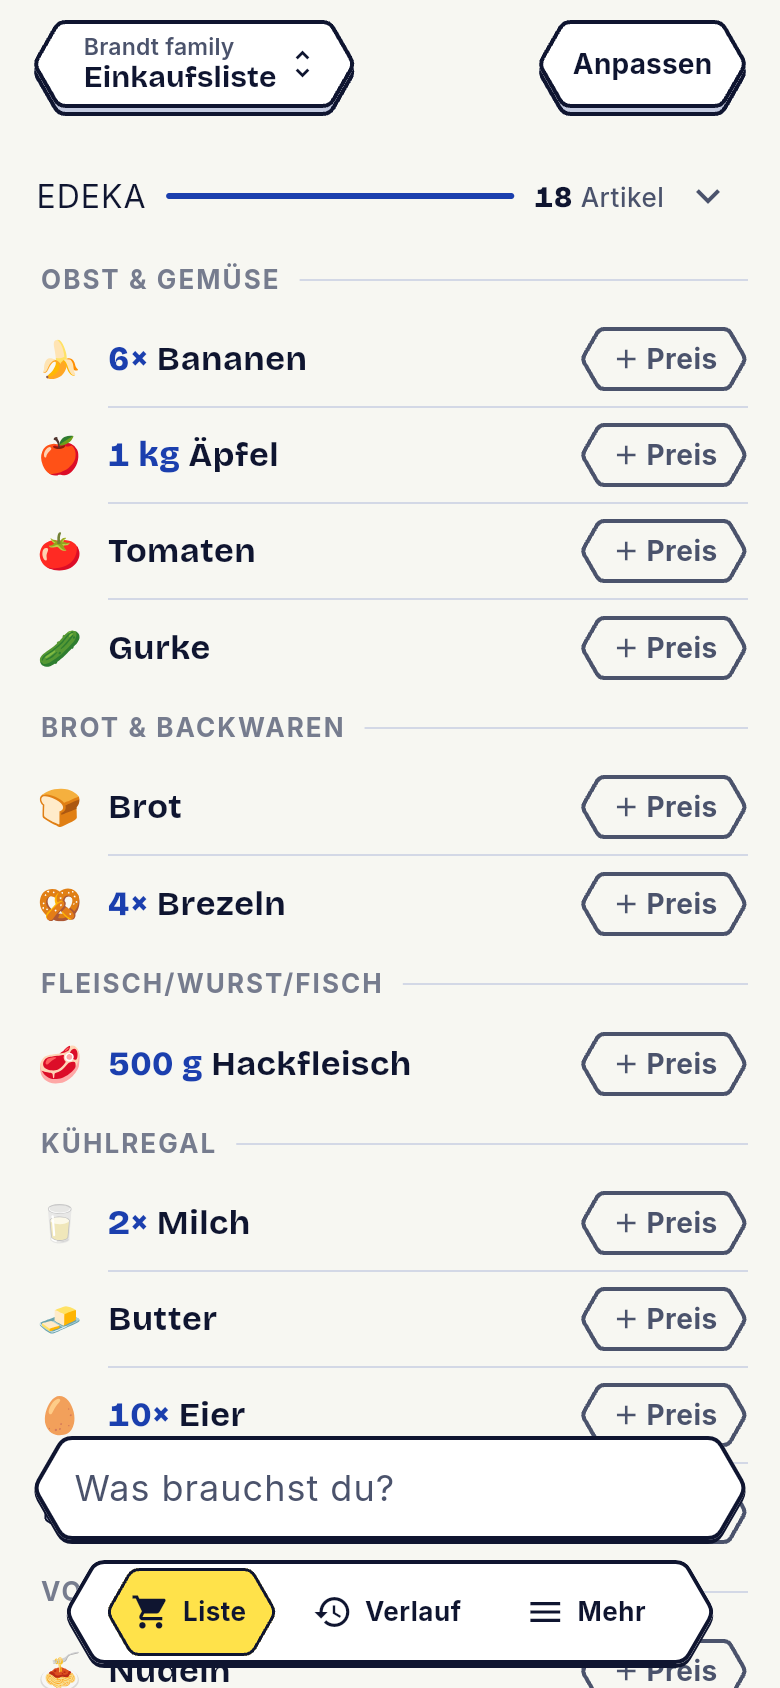 Brandt family
Einkaufsliste
Anpassen
EDEKA 18 Artikel
OBST & GEMÜSE
6× Bananen + Preis
1 kg Äpfel + Preis
Tomaten + Preis
Gurke + Preis
BROT & BACKWAREN
Brot + Preis
4× Brezeln + Preis
FLEISCH/WURST/FISCH
500 g Hackfleisch + Preis
KÜHLREGAL
2× Milch + Preis
Butter + Preis
10× Eier + Preis
Was brauchst du?
Liste Verlauf Mehr
Nudeln + Preis